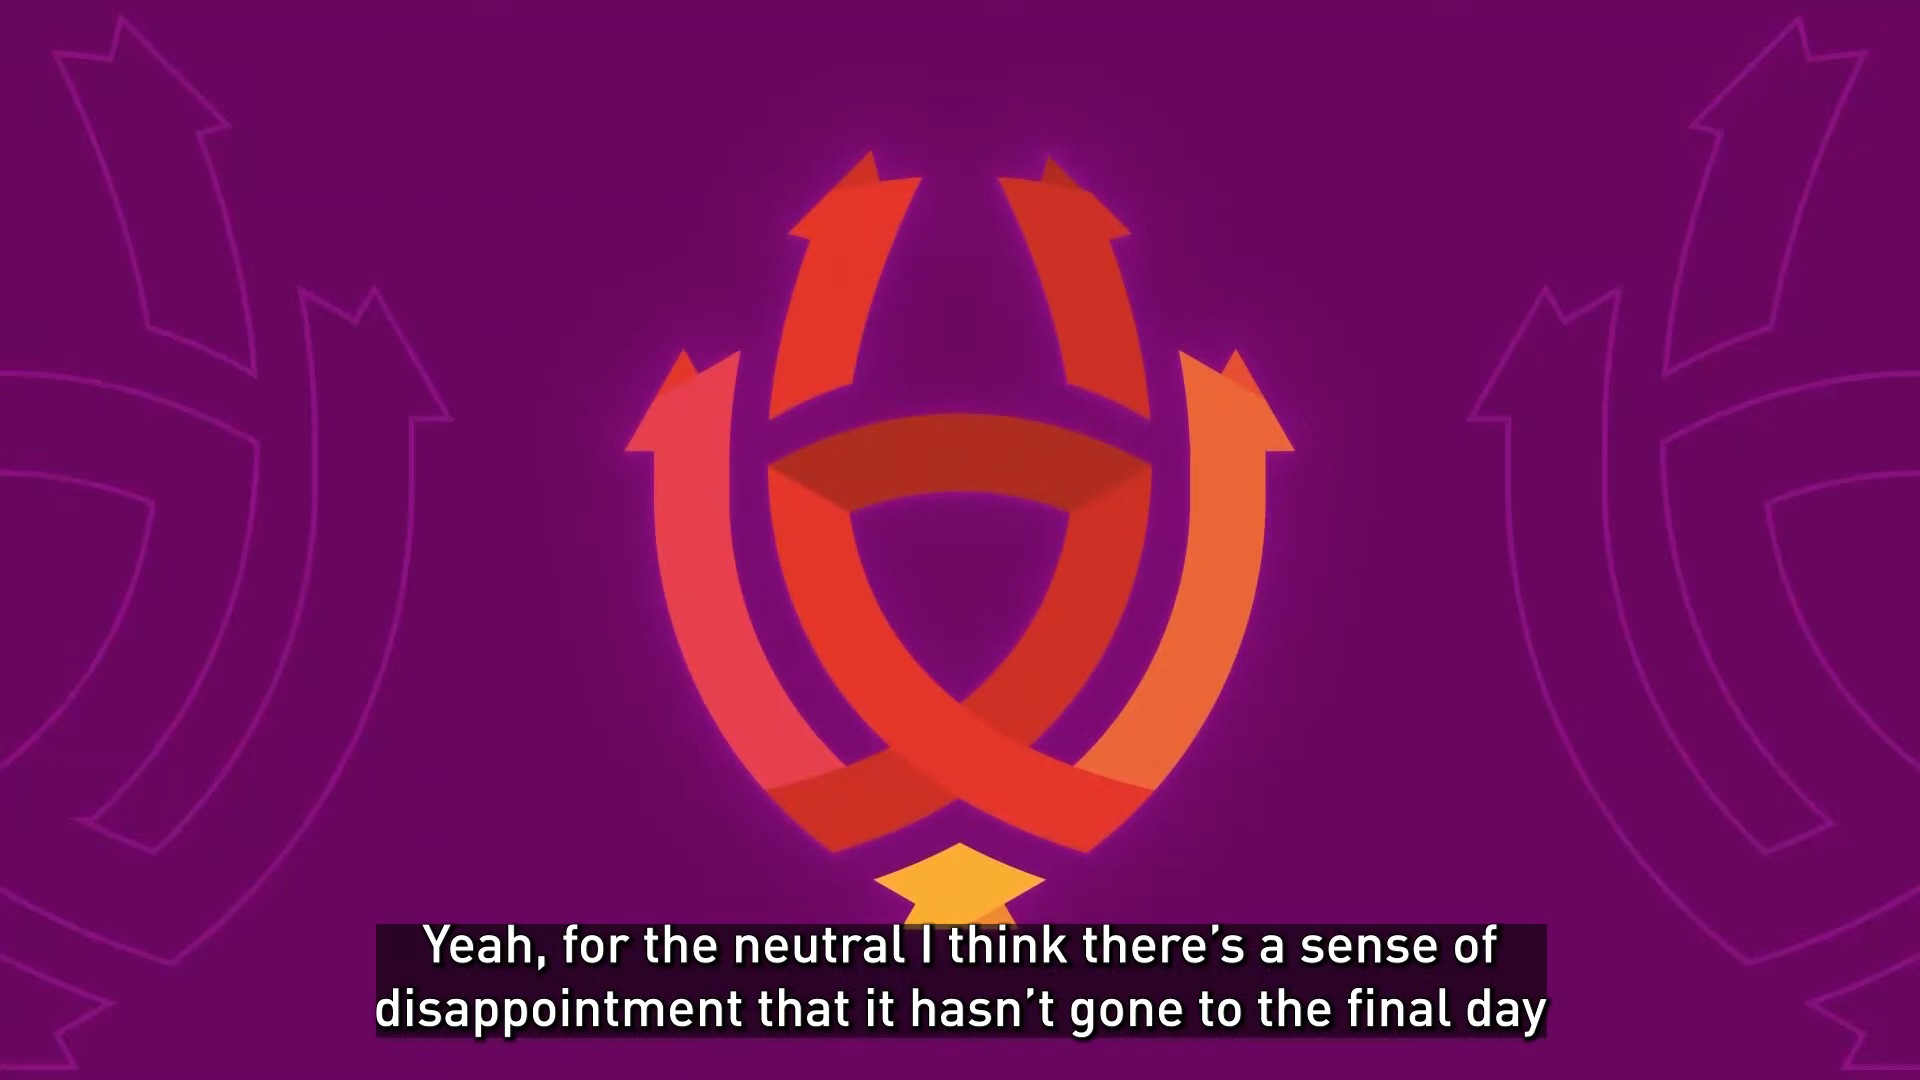 Yeah, for the neutral I think there’s a sense of
disappointment that it hasn’t gone to the final day